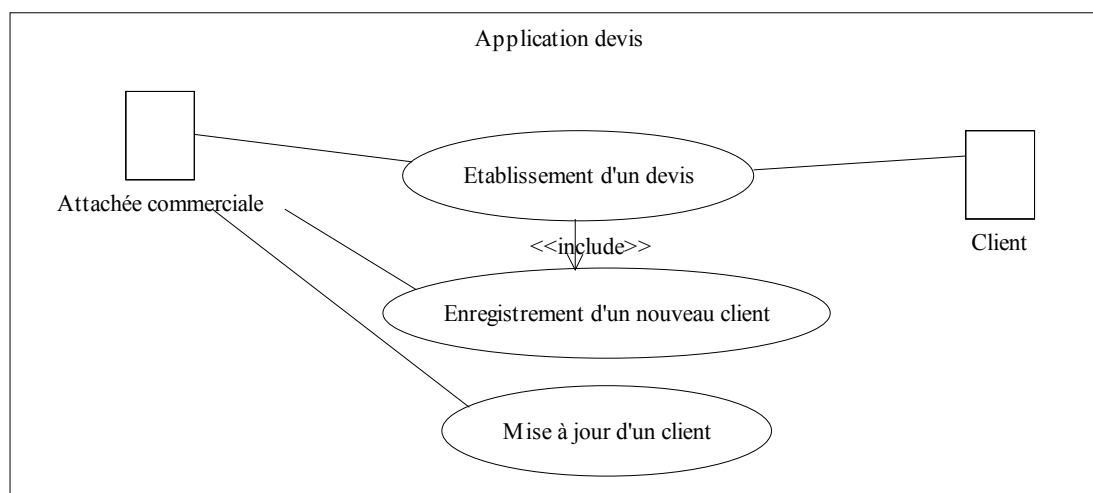 Application devis
Etablissement d'un devis
Attachée commerciale
<<include>>
Client
Enregistrement d'un nouveau client
Mise à jour d'un client